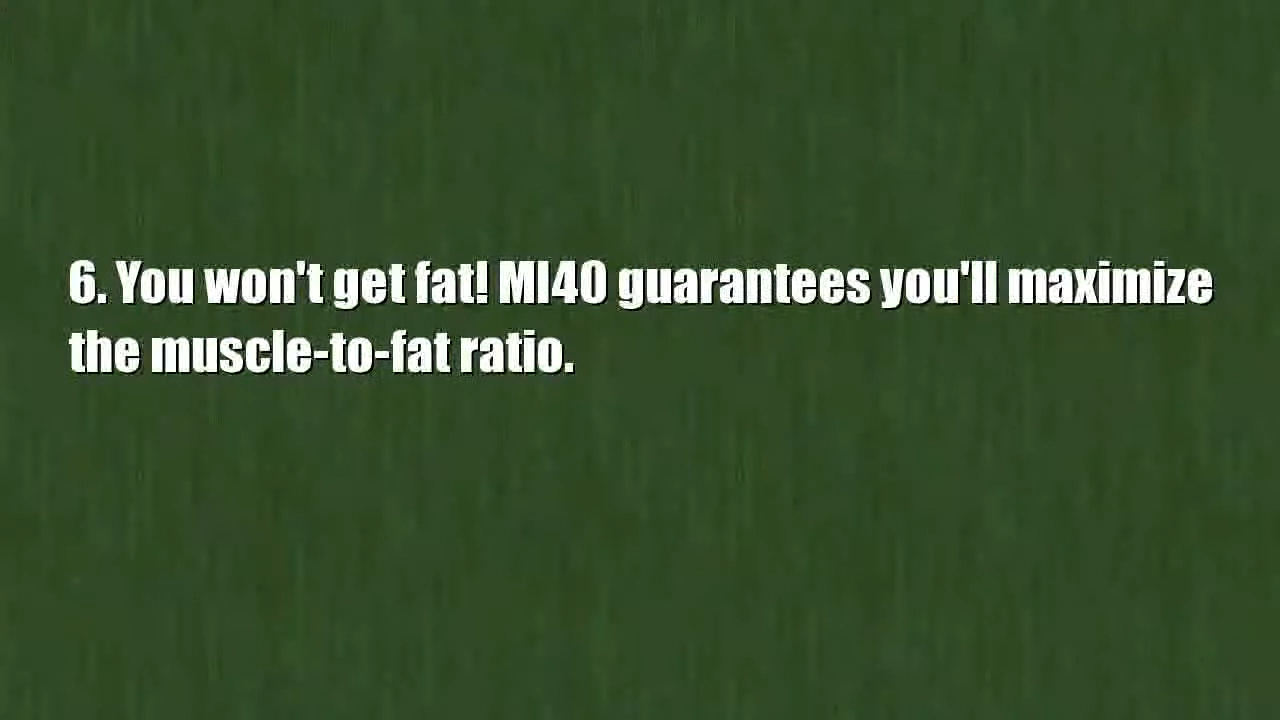 6. You won't get fat! MI40 guarantees you'll maximize
the muscle-to-fat ratio.